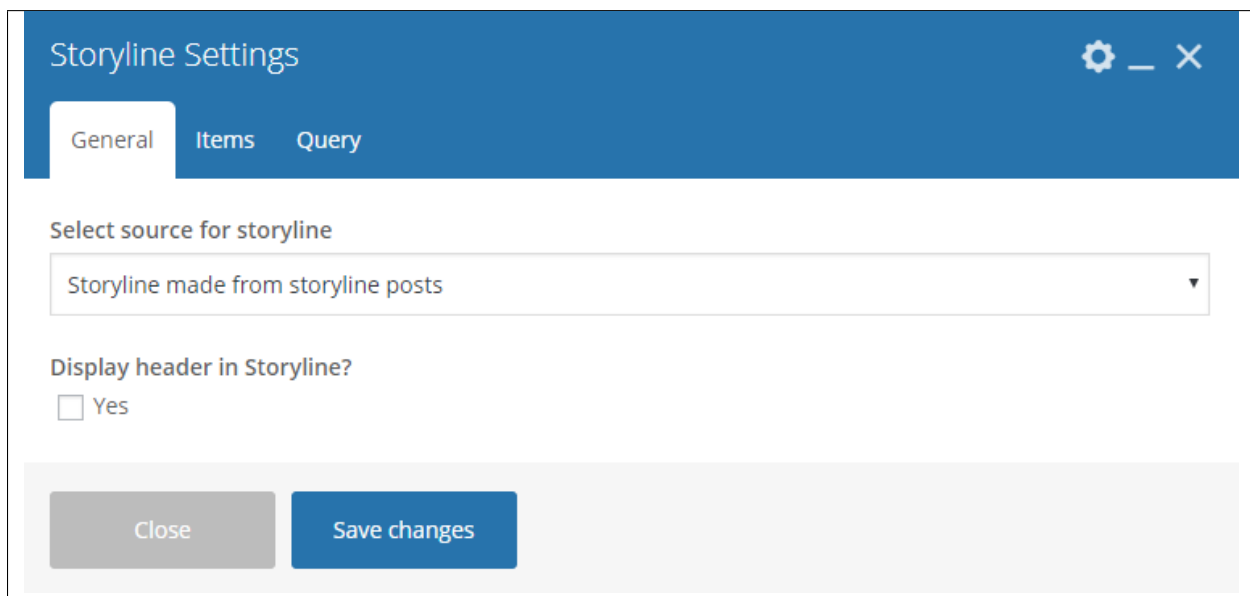 Storyline Settings
General Items Query
Select source for storyline
Storyline made from storyline posts
Display header in Storyline?
Yes
Close Save changes